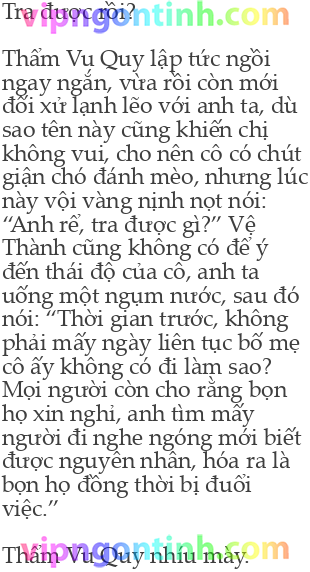 Tra được rồi?
vipngontinh.com
Thẩm Vu Quy lập tức ngồi
ngay ngắn, vừa rồi còn mới
đối xử lạnh lẽo với anh ta, dù
sao tên này cũng khiến chị
không vui, cho nên cô có chút
giận chó đánh mèo, nhưng lúc
này vội vàng nịnh nọt nói:
“Anh rể, tra được gì?” Vệ
Thành cũng không có để ý
đến thái độ của cô, anh ta
uống một ngụm nước, sau đó
nói: “Thời gian trước, không
phải mấy ngày liên tục bố mẹ
cô ấy không có đi làm sao?
Mọi người còn cho rằng bọn
họ xin nghỉ, anh tìm mấy
người đi nghe ngóng mới biết
được nguyên nhân, hóa ra là
bọn họ đồng thời bị đuổi
việc.”
vipngontinh.com
Thẩm Vu Quy nhíu mày.